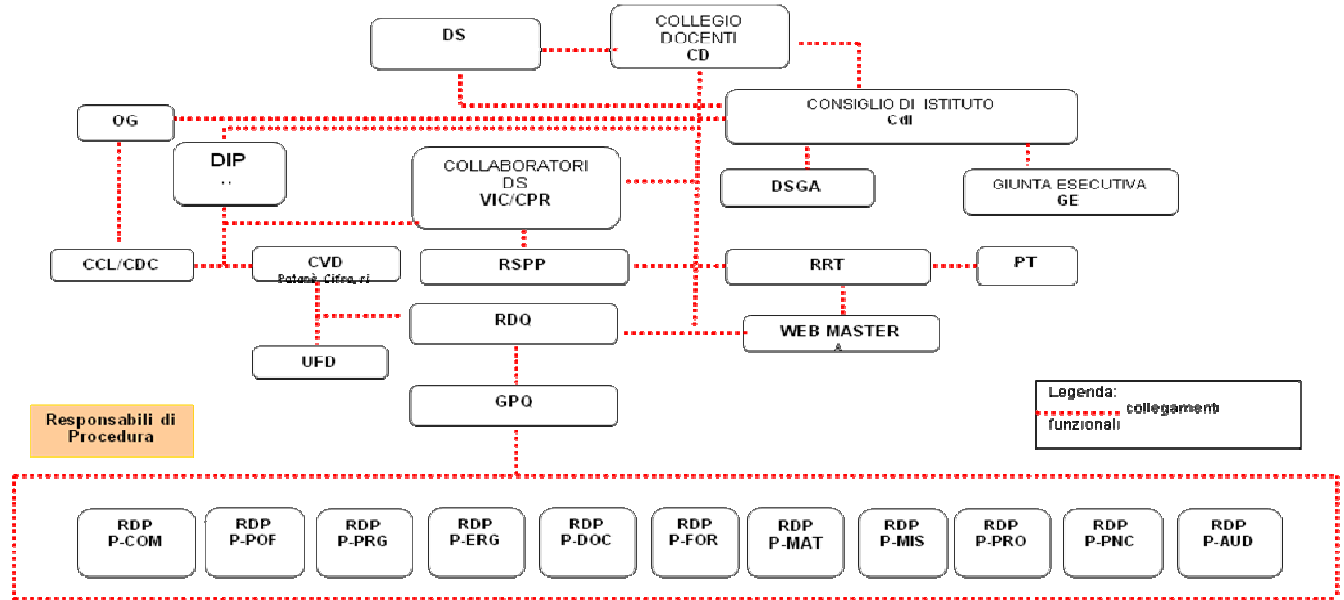 DS
COLLEGIO
DOCENTI
CD
CONSIGLIO DI ISTITUTO
CdI
OG
DIP
..
COLLABORATORI
DS
VIC/CPR
DSGA
GIUNTA ESECUTIVA
GE
CCL/CDC
CVD
Patanè, Cifra, ri
RSPP
RRT
PT
RDQ
WEB MASTER
A
UFD
GPQ
Responsabili di
Procedura
Legenda:
collegamenti
funzionali
RDP
P-COM
RDP
P-POF
RDP
P-PRG
RDP
P-ERG
RDP
P-DOC
RDP
P-FOR
RDP
P-MAT
RDP
P-MIS
RDP
P-PRO
RDP
P-PNC
RDP
P-AUD